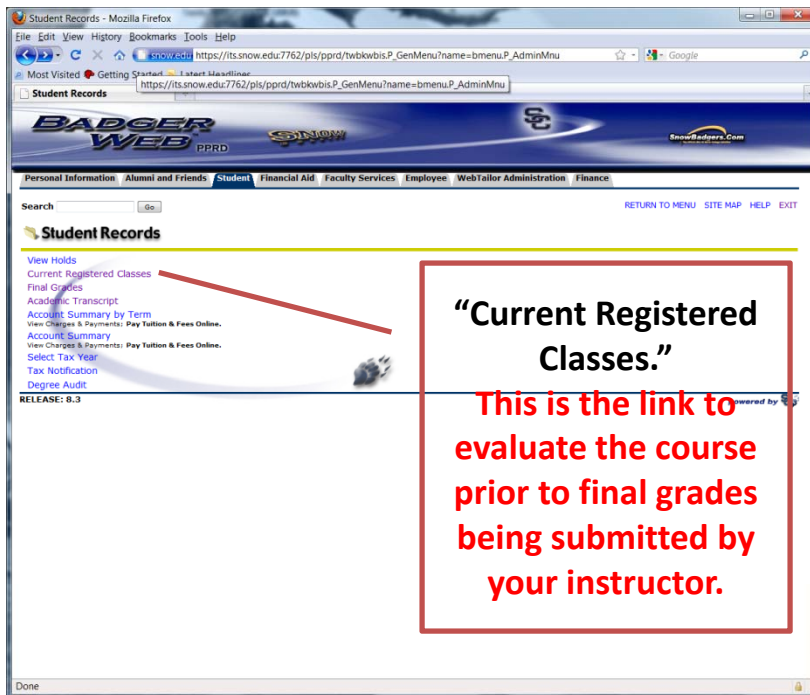 Student Records - Mozilla Firefox
File Edit View History Bookmarks Tools Help
snow.edu https://its.snow.edu:7762/pls/pprd/twbkwbis.P_GenMenu?name=bmenu.P_AdminMnu
Google
Most Visited Getting Started Latest Headlines
https://its.snow.edu:7762/pls/pprd/twbkwbis.P_GenMenu?name=bmenu.P_AdminMnu
Student Records
BADGER
WEB PPRD
SNOW
SC
SnowBadgers.Com
Personal Information Alumni and Friends Student Financial Aid Faculty Services Employee WebTailor Administration Finance
Search Go
RETURN TO MENU SITE MAP HELP EXIT
Student Records
View Holds
Current Registered Classes
Final Grades
Academic Transcript
Account Summary by Term
View Charges & Payments: Pay Tuition & Fees Online.
Account Summary
View Charges & Payments: Pay Tuition & Fees Online.
Select Tax Year
Tax Notification
Degree Audit
RELEASE: 8.3
powered by
“Current Registered
Classes.”
This is the link to
evaluate the course
prior to final grades
being submitted by
your instructor.
Done